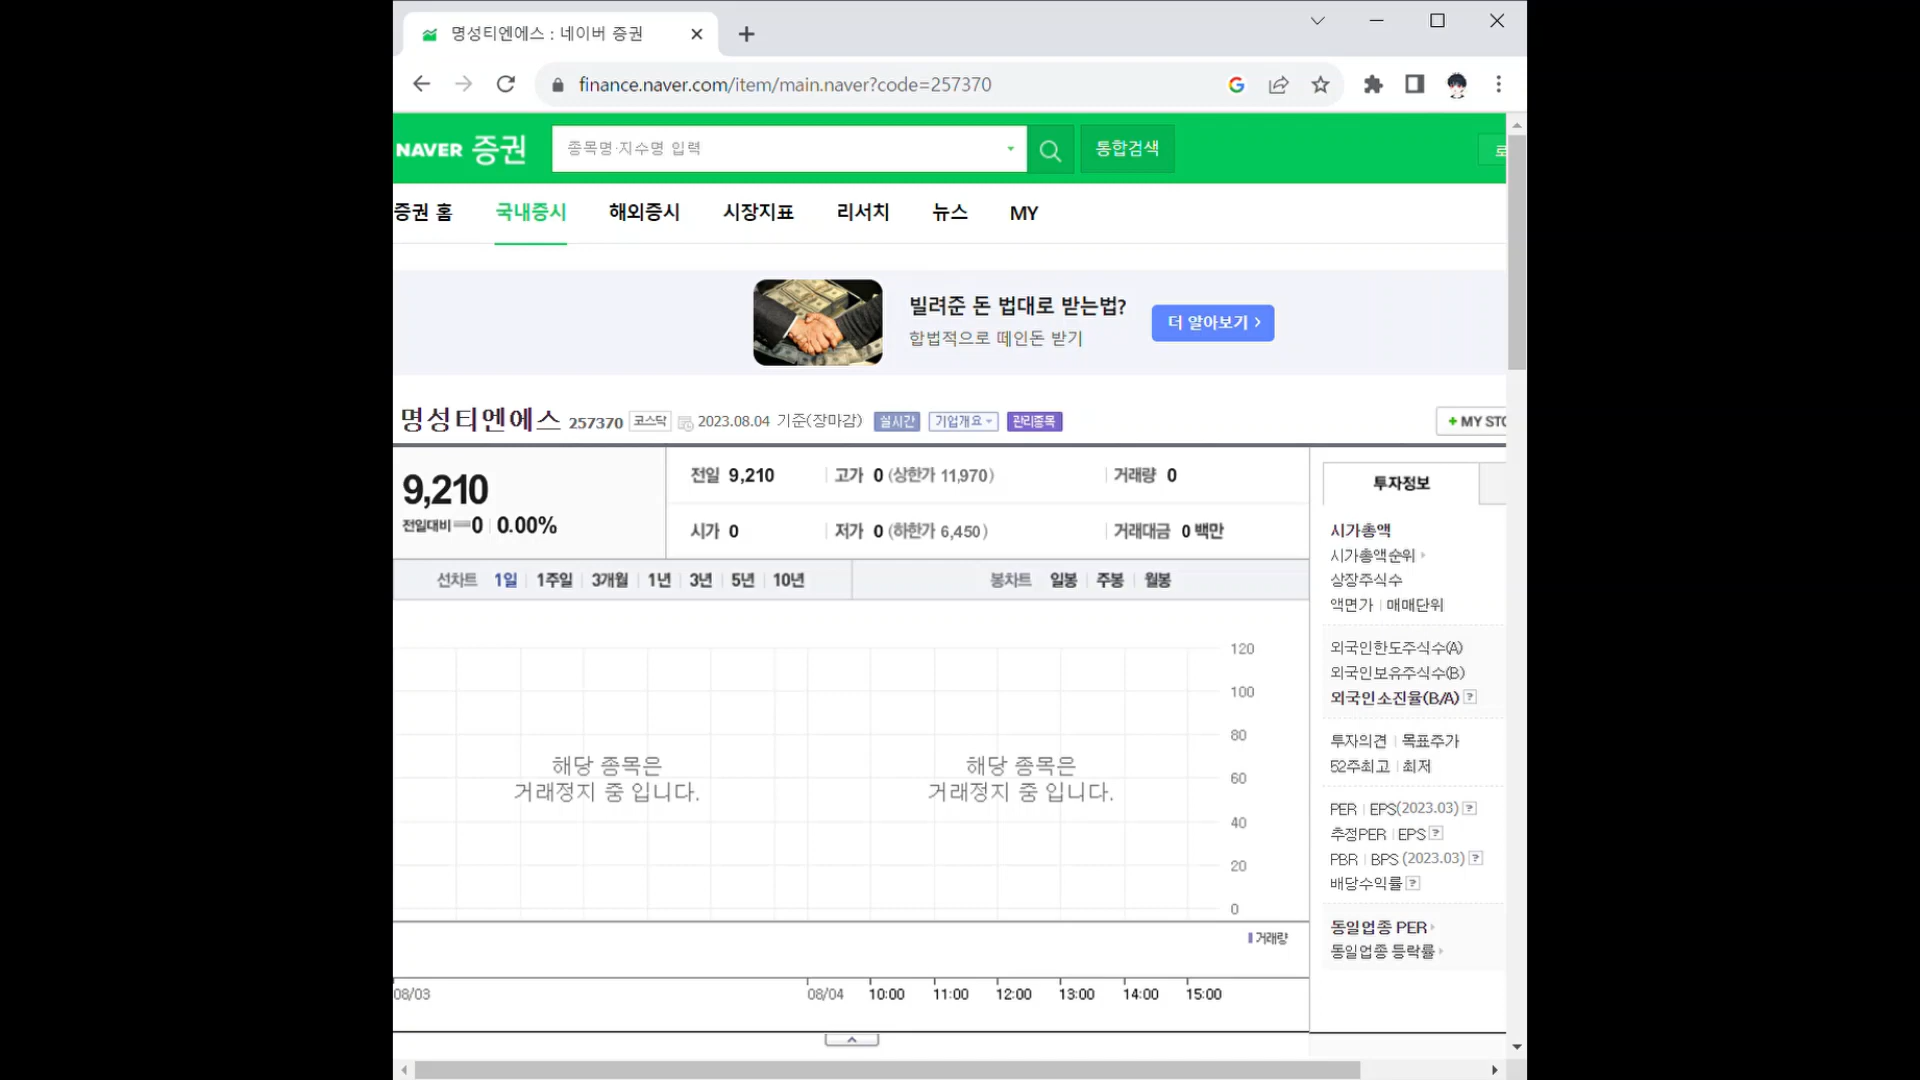 명성티엔에스 : 네이버 증권
finance.naver.com/item/main.naver?code=257370
NAVER 증권
종목명·지수명 입력
통합검색
증권 홈 국내증시 해외증시 시장지표 리서치 뉴스 MY
빌려준 돈 법대로 받는법?
합법적으로 떼인돈 받기
더 알아보기 >
명성티엔에스 257370 코스닥 2023.08.04 기준(장마감) 실시간 기업개요 관리종목
+ MY STO
9,210
전일대비 0 0.00%
전일 9,210 고가 0 (상한가 11,970) 거래량 0
시가 0 저가 0 (하한가 6,450) 거래대금 0 백만
선차트 1일 1주일 3개월 1년 3년 5년 10년
봉차트 일봉 주봉 월봉
120
100
80
60
40
20
0
해당 종목은
거래정지 중 입니다.
해당 종목은
거래정지 중 입니다.
거래량
08/03 08/04 10:00 11:00 12:00 13:00 14:00 15:00
투자정보
시가총액
시가총액순위
상장주식수
액면가 | 매매단위
외국인한도주식수(A)
외국인보유주식수(B)
외국인소진율(B/A) ?
투자의견 | 목표주가
52주최고 | 최저
PER | EPS(2023.03) ?
추정PER | EPS ?
PBR | BPS (2023.03) ?
배당수익률 ?
동일업종 PER
동일업종 등락률